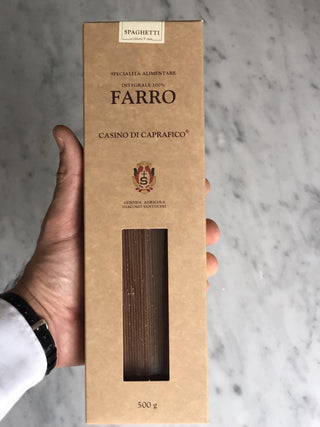 SPAGHETTI
SPECIALITÀ ALIMENTARE
INTEGRALE 100%
FARRO
CASINO DI CAPRAFICO®
AZIENDA AGRICOLA
GIACOMO SANTOLERI
500 g